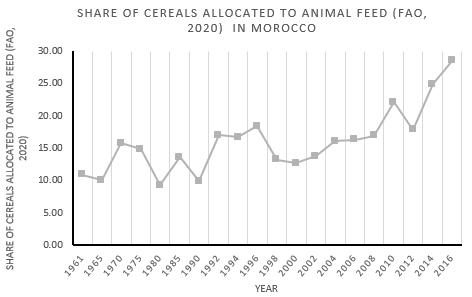 SHARE OF CEREALS ALLOCATED TO ANIMAL FEED (FAO,
2020) IN MOROCCO
SHARE OF CEREALS ALLOCATED TO ANIMAL FEED (FAO,
2020)
30.00
25.00
20.00
15.00
10.00
5.00
0.00
1961 1965 1970 1975 1980 1985 1990 1992 1994 1996 1998 2000 2002 2004 2006 2008 2010 2012 2014 2016
YEAR